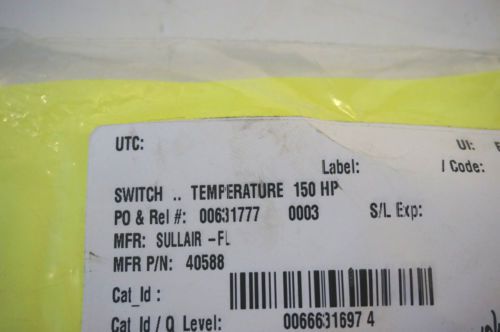 UTC: UI:
Label: / Code:
SWITCH .. TEMPERATURE 150 HP
PO & Rel #: 00631777 0003 S/L Exp:
MFR: SULLAIR -FL
MFR P/N: 40588
Cat_Id :
Cat_Id / Q_Level: 0066631697 4